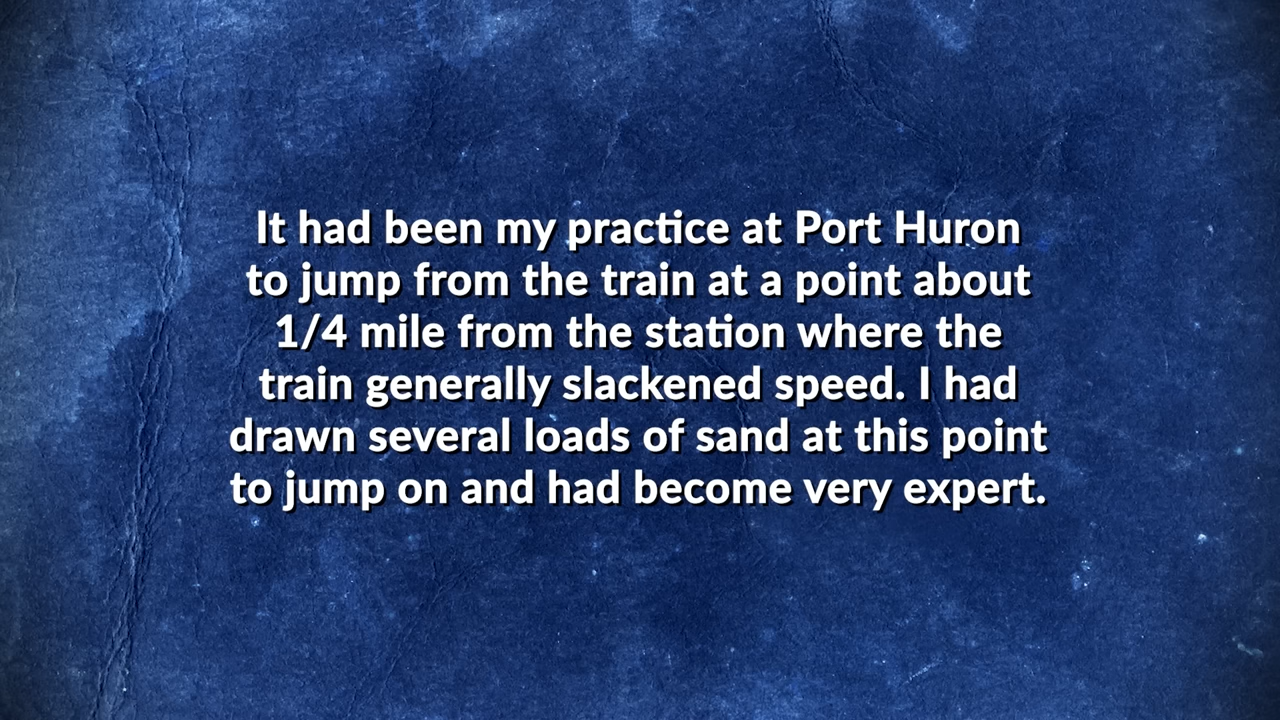 It had been my practice at Port Huron
to jump from the train at a point about
1/4 mile from the station where the
train generally slackened speed. I had
drawn several loads of sand at this point
to jump on and had become very expert.